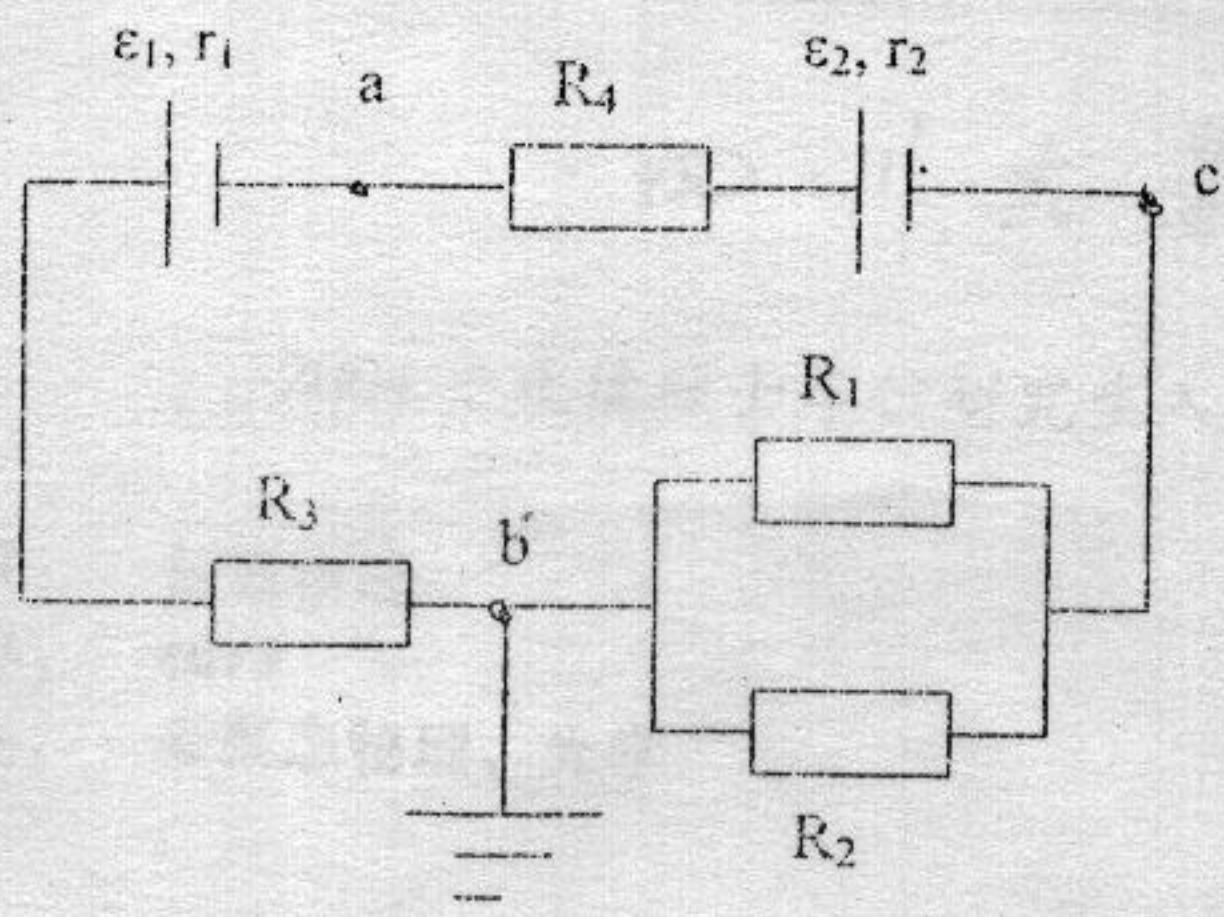 ε₁, r₁
a
R₄
ε₂, r₂
c
R₁
R₃
b
R₂